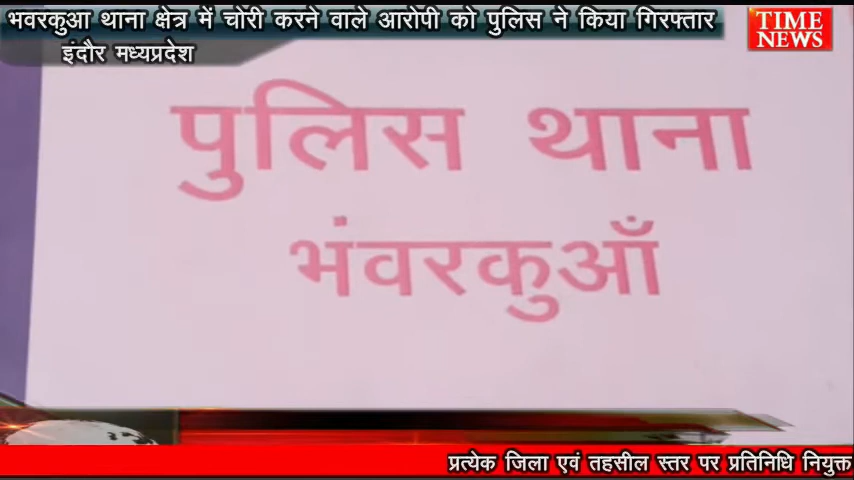 भवरकुआ थाना क्षेत्र में चोरी करने वाले आरोपी को पुलिस ने किया गिरफ्तार
TIME
NEWS
इंदौर मध्यप्रदेश
पुलिस थाना
भंवरकुआँ
प्रत्येक जिला एवं तहसील स्तर पर प्रतिनिधि नियुक्त